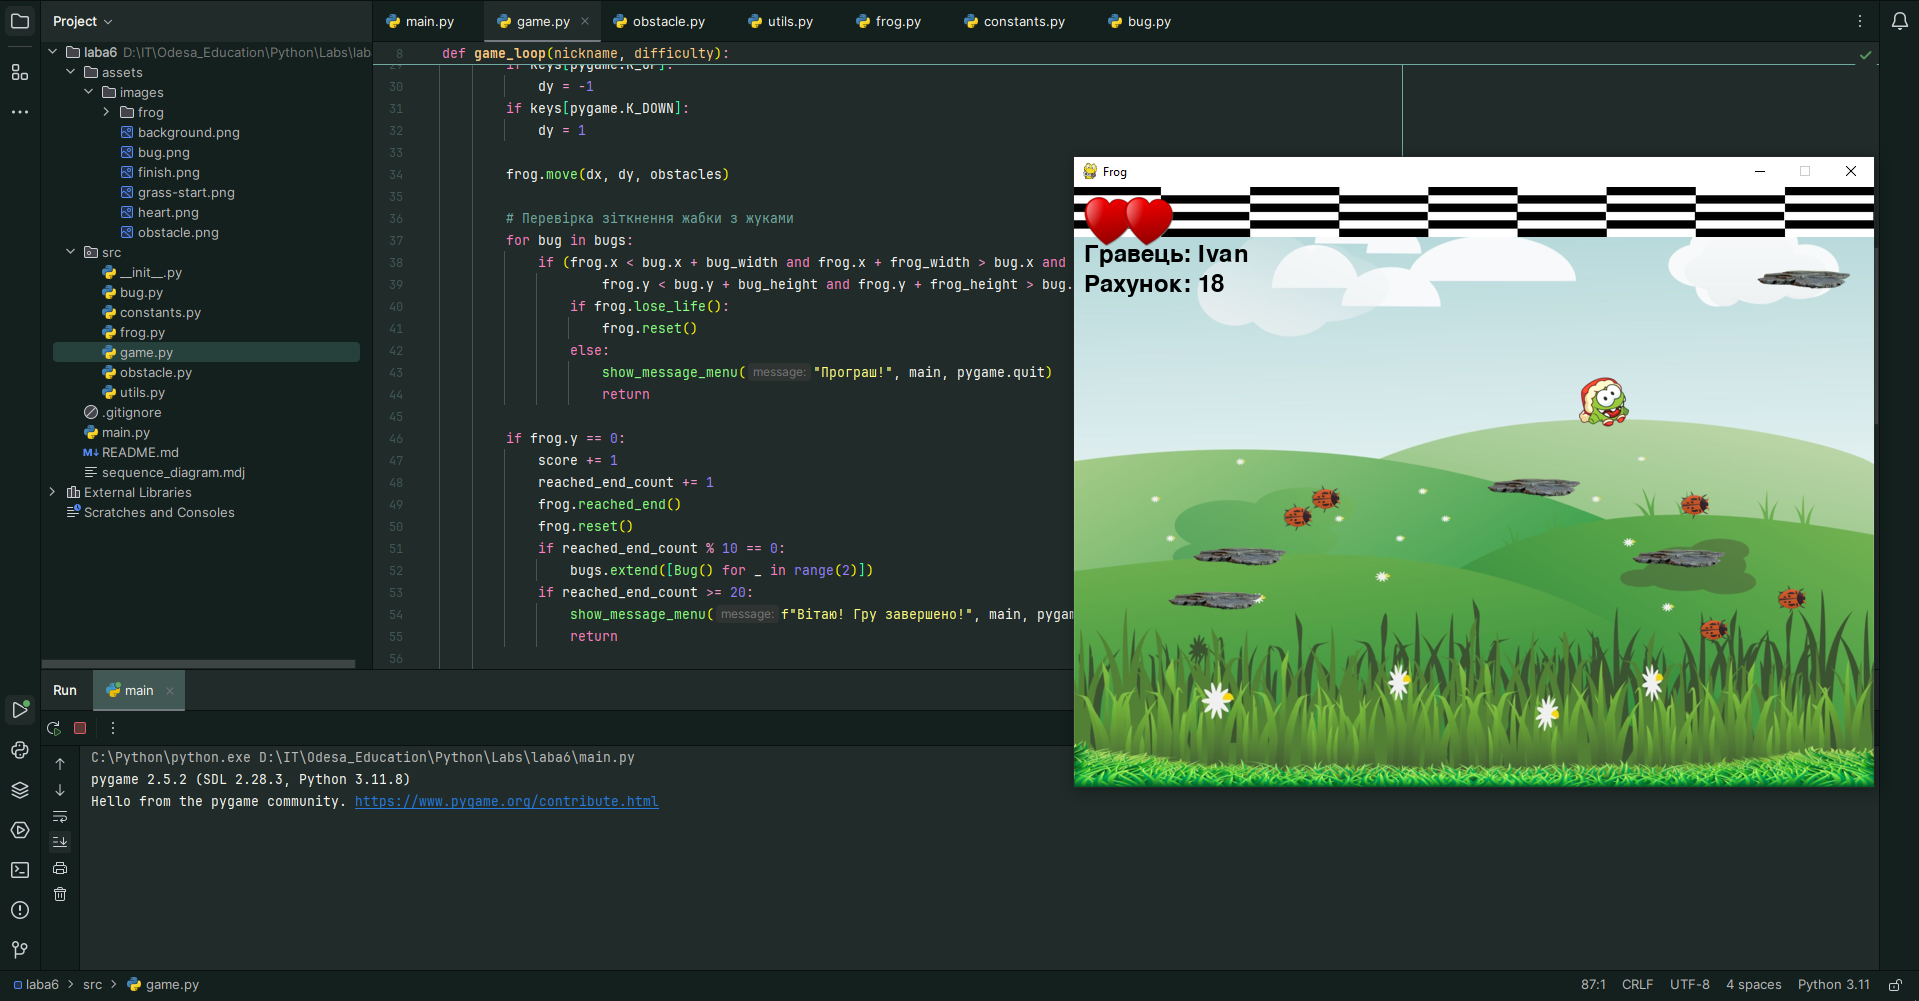 Project
main.py
game.py
obstacle.py
utils.py
frog.py
constants.py
bug.py
laba6 D:\IT\Odesa_Education\Python\Labs\lab
assets
images
frog
background.png
bug.png
finish.png
grass-start.png
heart.png
obstacle.png
src
__init__.py
bug.py
constants.py
frog.py
game.py
obstacle.py
utils.py
.gitignore
main.py
README.md
sequence_diagram.mdj
External Libraries
Scratches and Consoles
8 def game_loop(nickname, difficulty):
29 if keys[pygame.K_UP]:
30 dy = -1
31 if keys[pygame.K_DOWN]:
32 dy = 1
33
34 frog.move(dx, dy, obstacles)
35
36 # Перевірка зіткнення жабки з жуками
37 for bug in bugs:
38 if (frog.x < bug.x + bug_width and frog.x + frog_width > bug.x and
39 frog.y < bug.y + bug_height and frog.y + frog_height > bug.
40 if frog.lose_life():
41 frog.reset()
42 else:
43 show_message_menu( message: "Програш!", main, pygame.quit)
44 return
45
46 if frog.y == 0:
47 score += 1
48 reached_end_count += 1
49 frog.reached_end()
50 frog.reset()
51 if reached_end_count % 10 == 0:
52 bugs.extend([Bug() for _ in range(2)])
53 if reached_end_count >= 20:
54 show_message_menu( message: f"Вітаю! Гру завершено!", main, pygam
55 return
56
Frog
Гравець: Ivan
Рахунок: 18
Run
main
C:\Python\python.exe D:\IT\Odesa_Education\Python\Labs\laba6\main.py
pygame 2.5.2 (SDL 2.28.3, Python 3.11.8)
Hello from the pygame community. https://www.pygame.org/contribute.html
laba6 > src > game.py
87:1 CRLF UTF-8 4 spaces Python 3.11